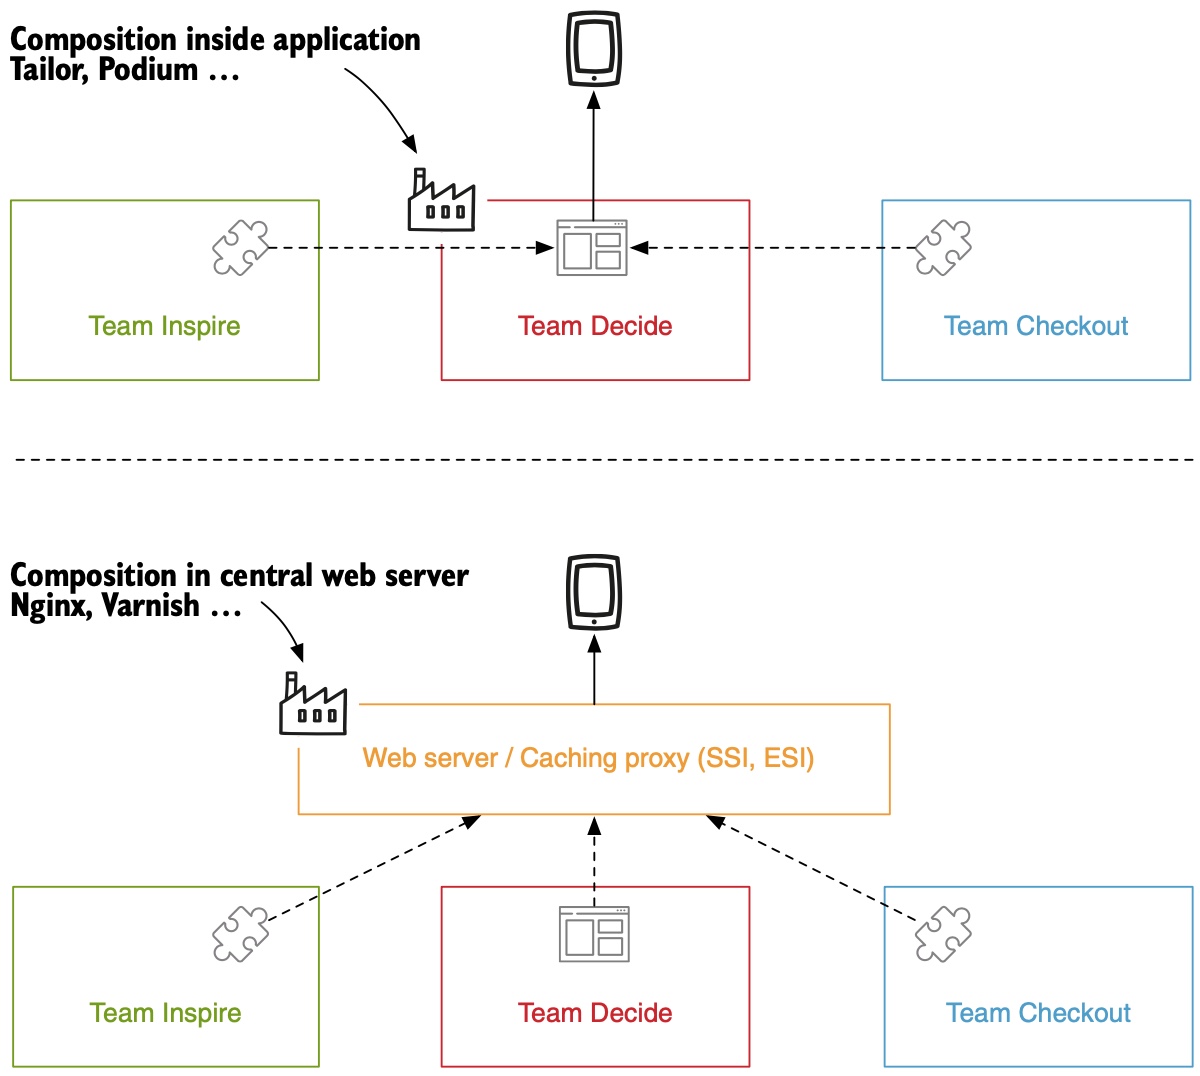 Composition inside application
Tailor, Podium ...
Team Inspire
Team Decide
Team Checkout
Composition in central web server
Nginx, Varnish ...
Web server / Caching proxy (SSI, ESI)
Team Inspire
Team Decide
Team Checkout